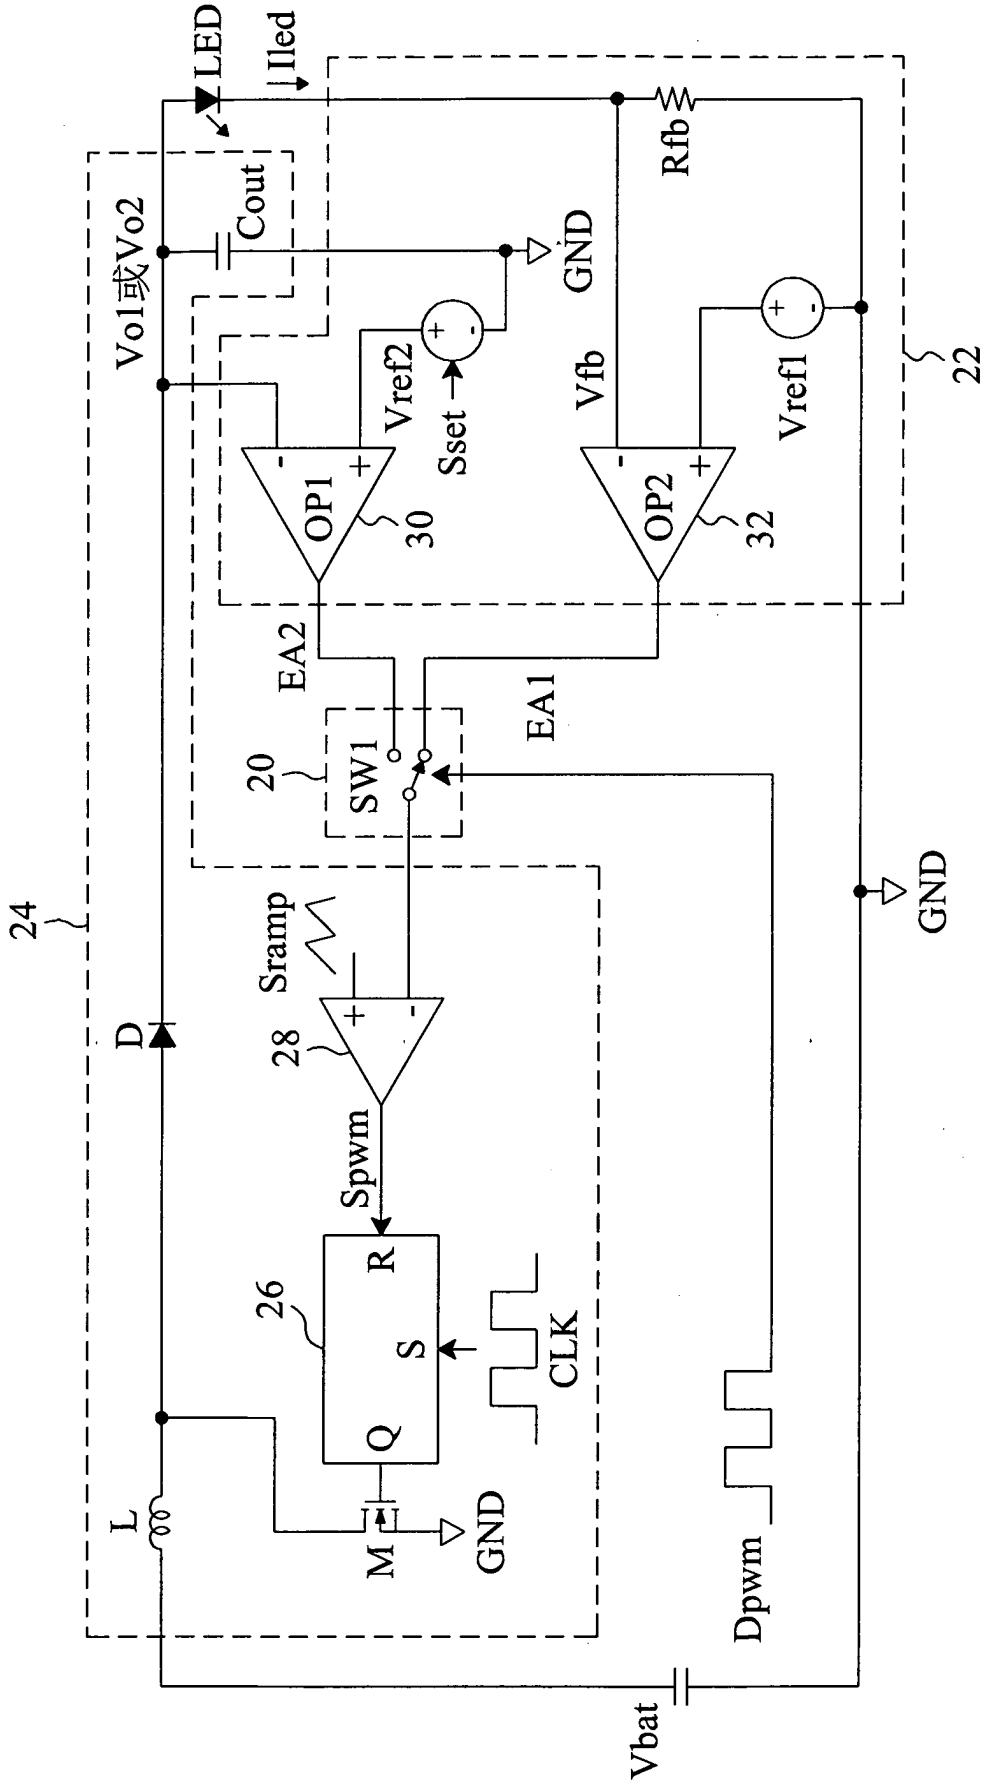 24
L
D
Vo1或Vo2
LED
Iled
Cout
GND
M
GND
Q
S
R
26
CLK
Spwm
28
+
-
Sramp
20
SW1
EA2
EA1
OP1
-
+
30
Vref2
+
-
Sset
OP2
-
+
32
Vfb
Vref1
+
-
Rfb
22
Vbat
Dpwm
GND